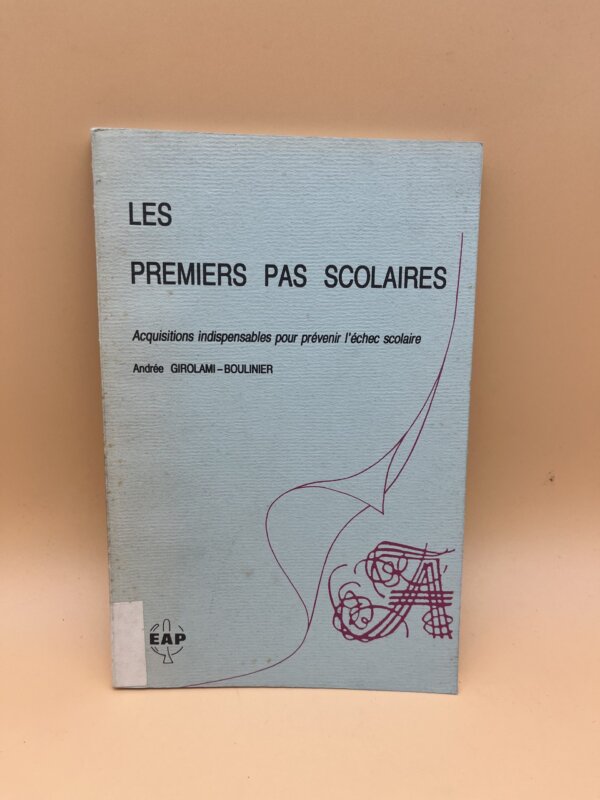 LES
PREMIERS PAS SCOLAIRES
Acquisitions indispensables pour prévenir l'échec scolaire
Andrée GIROLAMI-BOULINIER
A
EAP